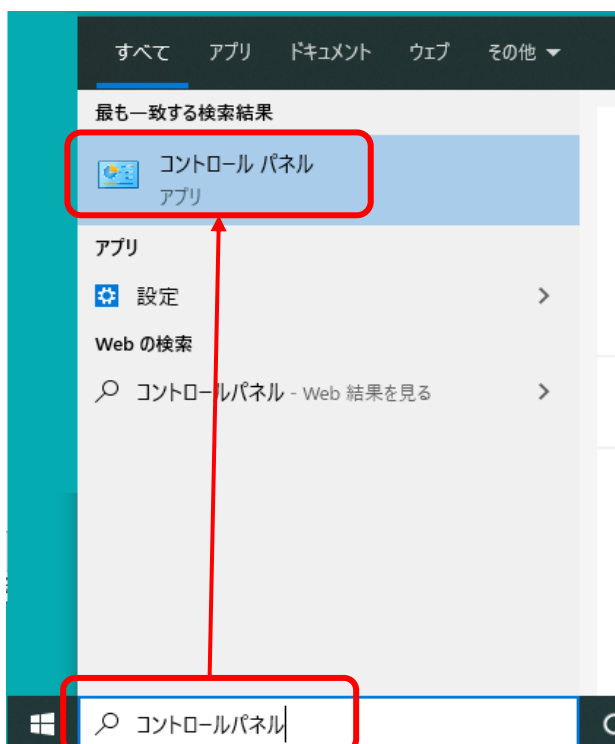 すべて アプリ ドキュメント ウェブ その他
最も一致する検索結果
コントロール パネル
アプリ
アプリ
設定
Web の検索
コントロールパネル - Web 結果を見る
コントロールパネル